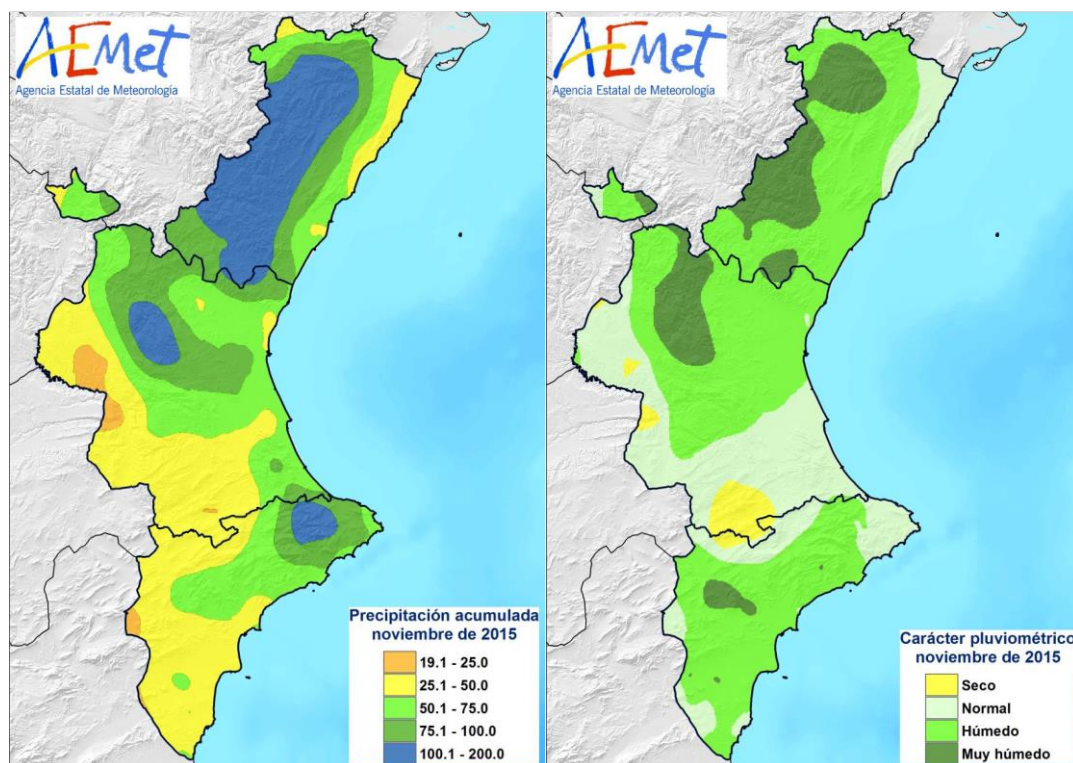 AEMet
Agencia Estatal de Meteorología
Precipitación acumulada
noviembre de 2015
19.1 - 25.0
25.1 - 50.0
50.1 - 75.0
75.1 - 100.0
100.1 - 200.0
AEMet
Agencia Estatal de Meteorología
Carácter pluviométrico
noviembre de 2015
Seco
Normal
Húmedo
Muy húmedo